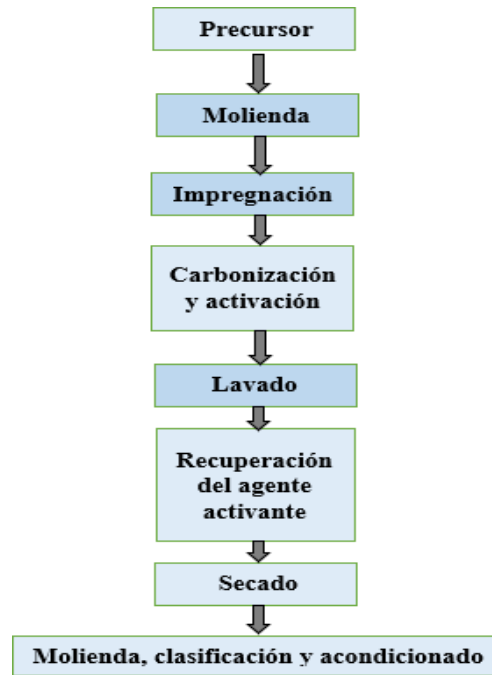 Precursor
Molienda
Impregnación
Carbonización
y activación
Lavado
Recuperación
del agente
activante
Secado
Molienda, clasificación y acondicionado